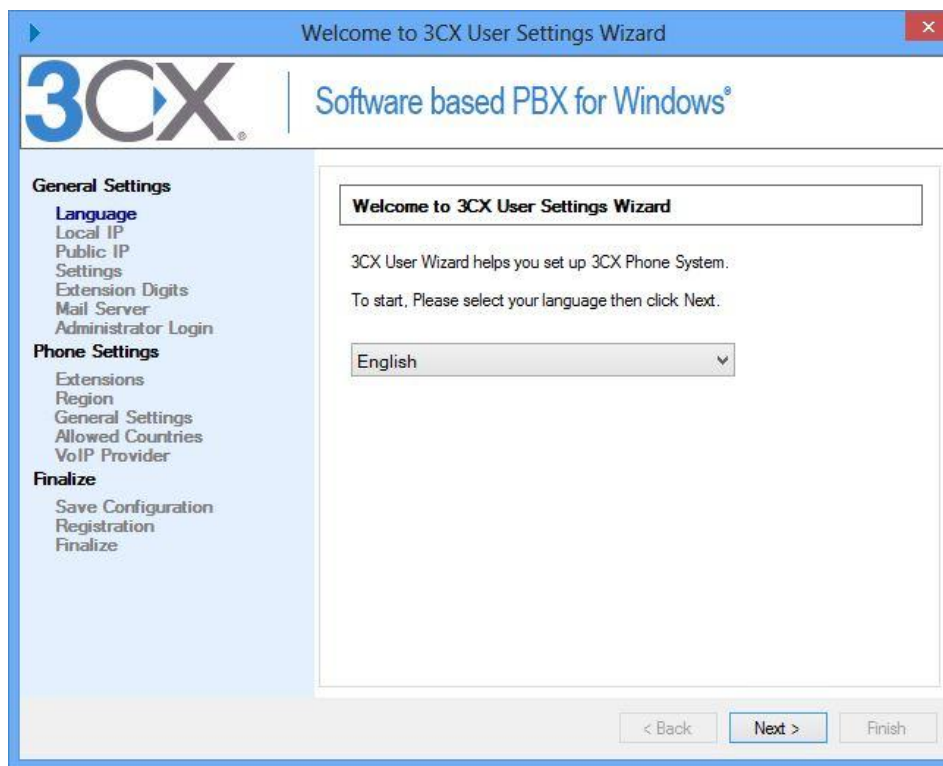 Welcome to 3CX User Settings Wizard
3CX®
Software based PBX for Windows®
General Settings
Language
Local IP
Public IP
Settings
Extension Digits
Mail Server
Administrator Login
Phone Settings
Extensions
Region
General Settings
Allowed Countries
VoIP Provider
Finalize
Save Configuration
Registration
Finalize
Welcome to 3CX User Settings Wizard
3CX User Wizard helps you set up 3CX Phone System.
To start, Please select your language then click Next.
English
< Back
Next >
Finish